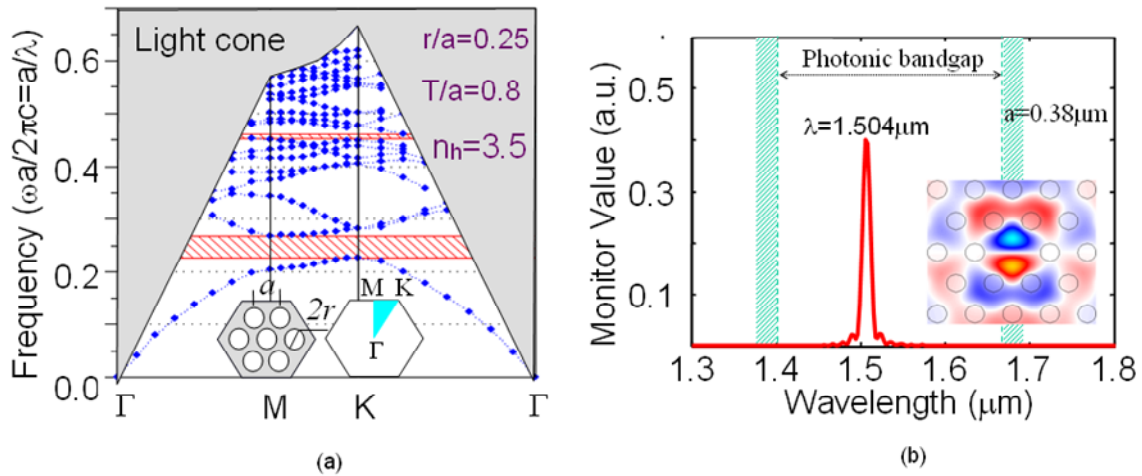 Light cone
r/a=0.25
T/a=0.8
nh=3.5
Frequency (ωa/2πc=a/λ)
0.6
0.4
0.2
0.0
a
2r
M K
Γ
Γ
M
K
Γ
(a)
Photonic bandgap
a=0.38μm
λ=1.504μm
Monitor Value (a.u.)
0.5
0.3
0.1
1.3
1.4
1.5
1.6
1.7
1.8
Wavelength (μm)
(b)